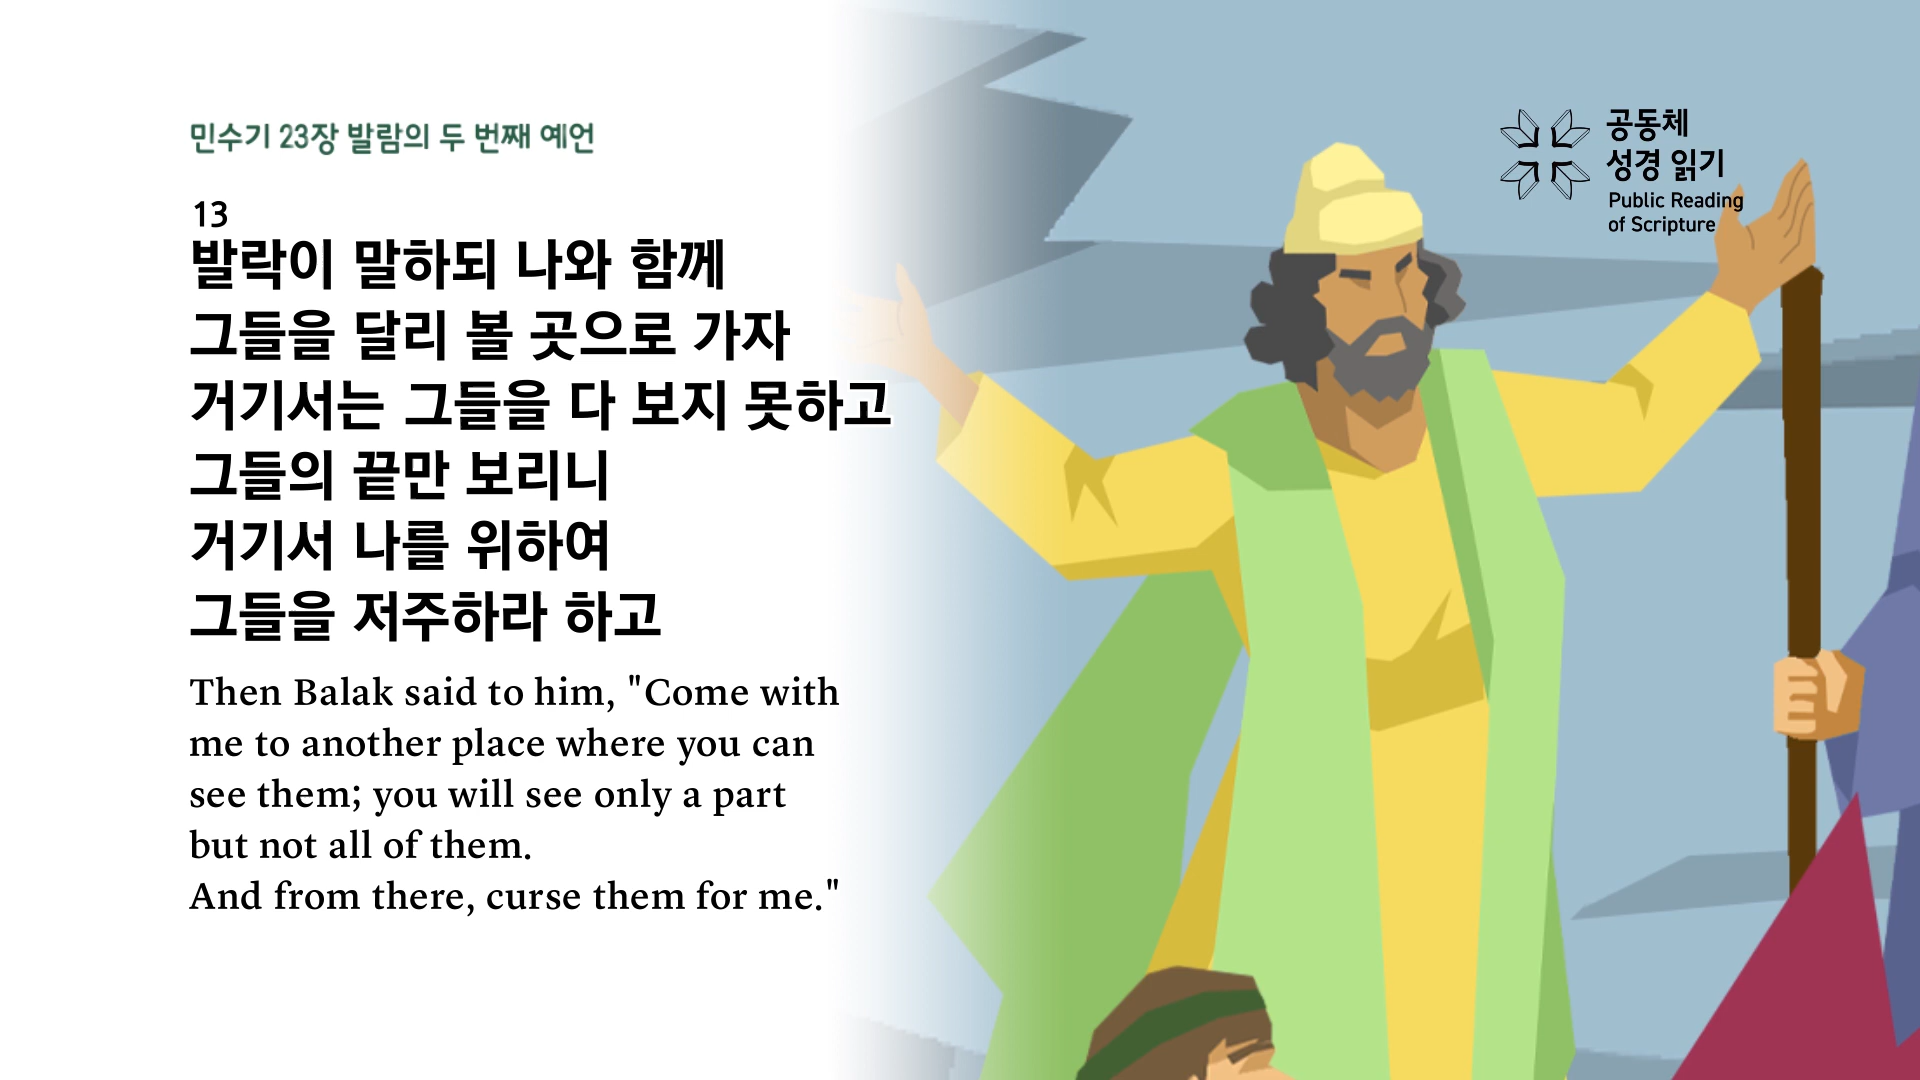 민수기 23장 발람의 두 번째 예언
13
발락이 말하되 나와 함께
그들을 달리 볼 곳으로 가자
거기서는 그들을 다 보지 못하고
그들의 끝만 보리니
거기서 나를 위하여
그들을 저주하라 하고
Then Balak said to him, "Come with
me to another place where you can
see them; you will see only a part
but not all of them.
And from there, curse them for me."
공동체
성경 읽기
Public Reading
of Scripture